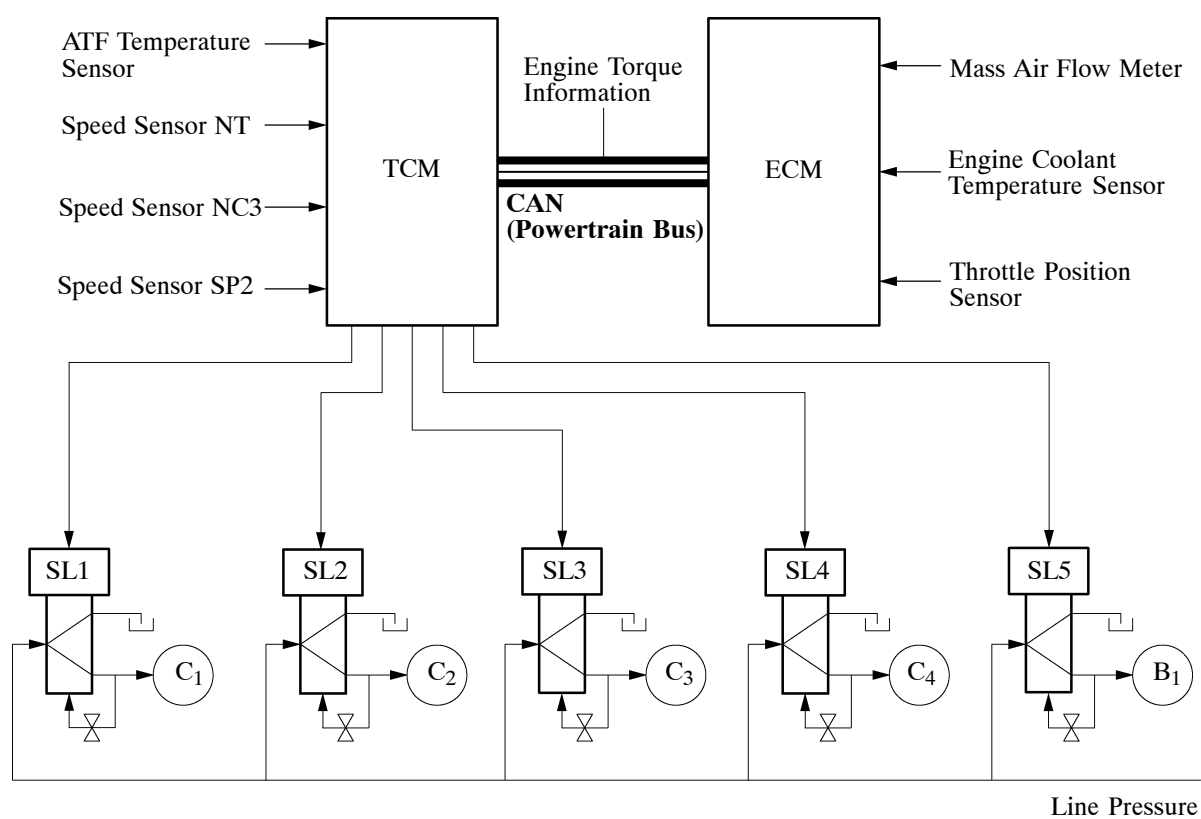 ATF Temperature
Sensor
Speed Sensor NT
Speed Sensor NC3
Speed Sensor SP2
TCM
Engine Torque
Information
CAN
(Powertrain Bus)
ECM
Mass Air Flow Meter
Engine Coolant
Temperature Sensor
Throttle Position
Sensor
SL1
SL2
SL3
SL4
SL5
C1
C2
C3
C4
B1
Line Pressure